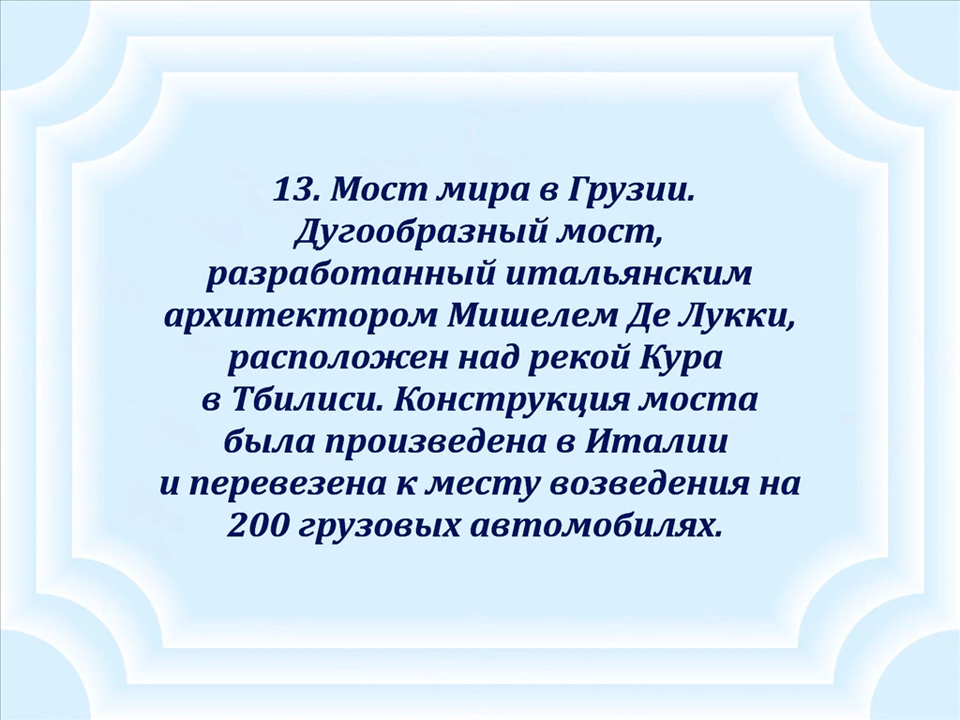 13. Мост мира в Грузии.
Дугообразный мост,
разработанный итальянским
архитектором Мишелем Де Лукки,
расположен над рекой Кура
в Тбилиси. Конструкция моста
была произведена в Италии
и перевезена к месту возведения на
200 грузовых автомобилях.